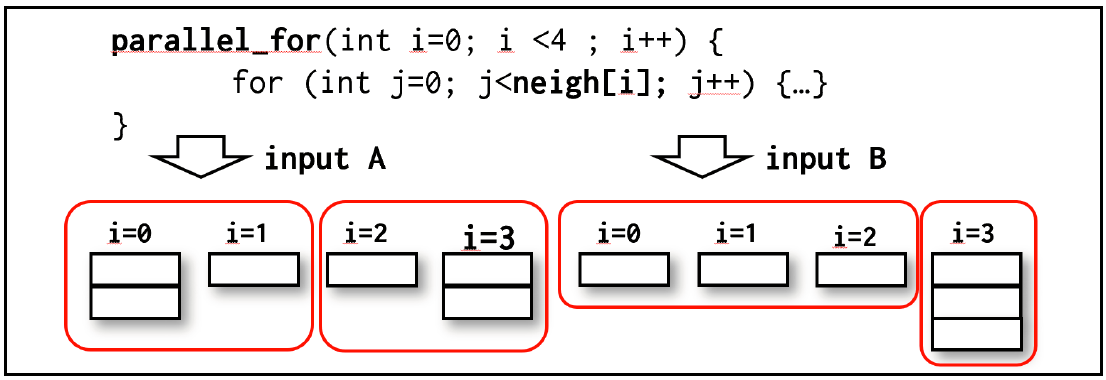 parallel_for(int i=0; i <4 ; i++) {
for (int j=0; j<neigh[i]; j++) {…}
}
input A
input B
i=0 i=1 i=2 i=3 i=0 i=1 i=2 i=3